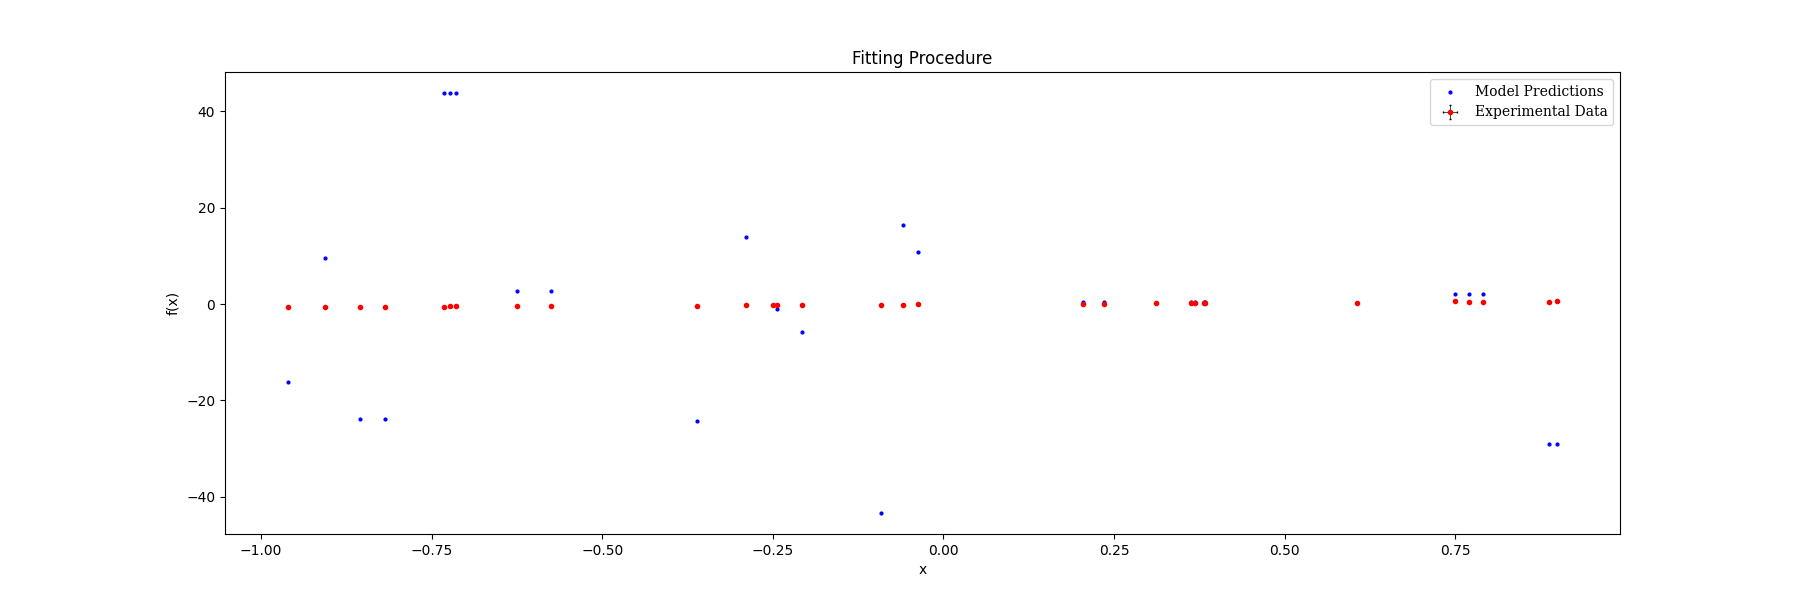 Fitting Procedure
Model Predictions
Experimental Data
f(x)
40
20
0
−20
−40
−1.00
−0.75
−0.50
−0.25
0.00
0.25
0.50
0.75
x